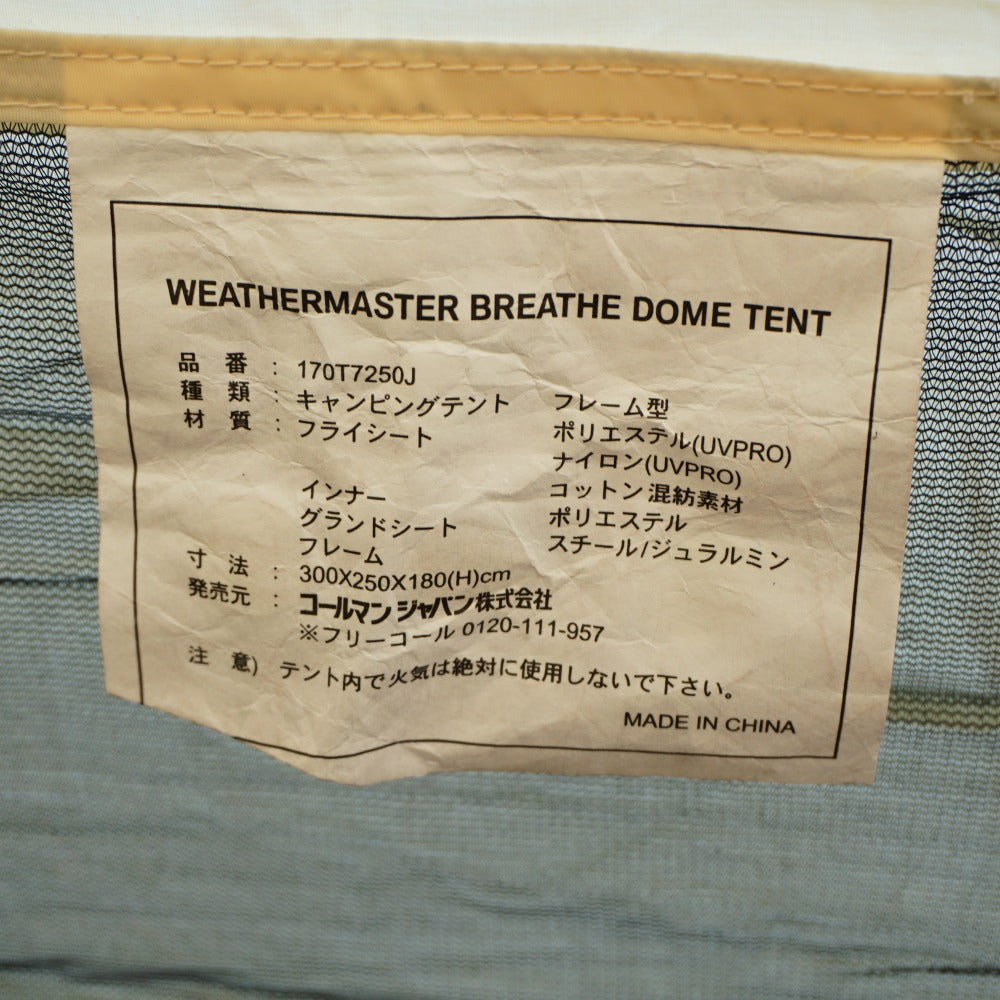 WEATHERMASTER BREATHE DOME TENT
品 番 : 170T7250J
種 類 : キャンピングテント フレーム型
材 質 : フライシート ポリエステル(UVPRO)
ナイロン(UVPRO)
インナー コットン混紡素材
グランドシート ポリエステル
フレーム スチール/ジュラルミン
寸 法 : 300X250X180(H)cm
発売元 : コールマン ジャパン株式会社
※フリーコール 0120-111-957
注 意) テント内で火気は絶対に使用しないで下さい。
MADE IN CHINA